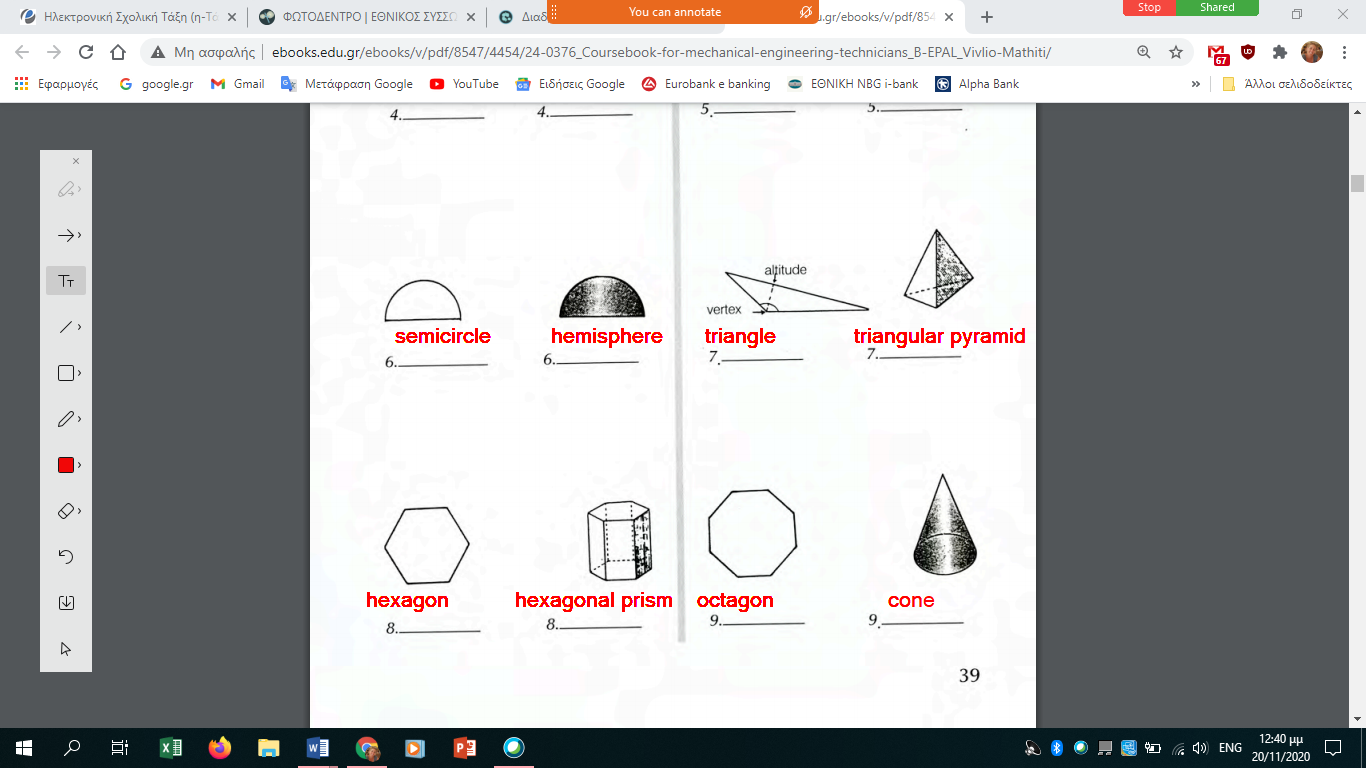 Ηλεκτρονική Σχολική Τάξη (η-Τά
ΦΩΤΟΔΕΝΤΡΟ | ΕΘΝΙΚΟΣ ΣΥΣΣΩ
Διαδ
You can annotate
u.gr/ebooks/v/pdf/854
Stop
Shared
Μη ασφαλής
ebooks.edu.gr/ebooks/v/pdf/8547/4454/24-0376_Coursebook-for-mechanical-engineering-technicians_B-EPAL_Vivlio-Mathiti/
67
Εφαρμογές
google.gr
Gmail
Μετάφραση Google
YouTube
Ειδήσεις Google
Eurobank e banking
ΕΘΝΙΚΗ NBG i-bank
Alpha Bank
»
Άλλοι σελιδοδείκτες
4.
4.
5.
5.
altitude
vertex
semicircle
hemisphere
triangle
triangular pyramid
6.
6.
7.
7.
hexagon
hexagonal prism
octagon
cone
8.
8.
9.
9.
39
ENG
12:40 μμ
20/11/2020